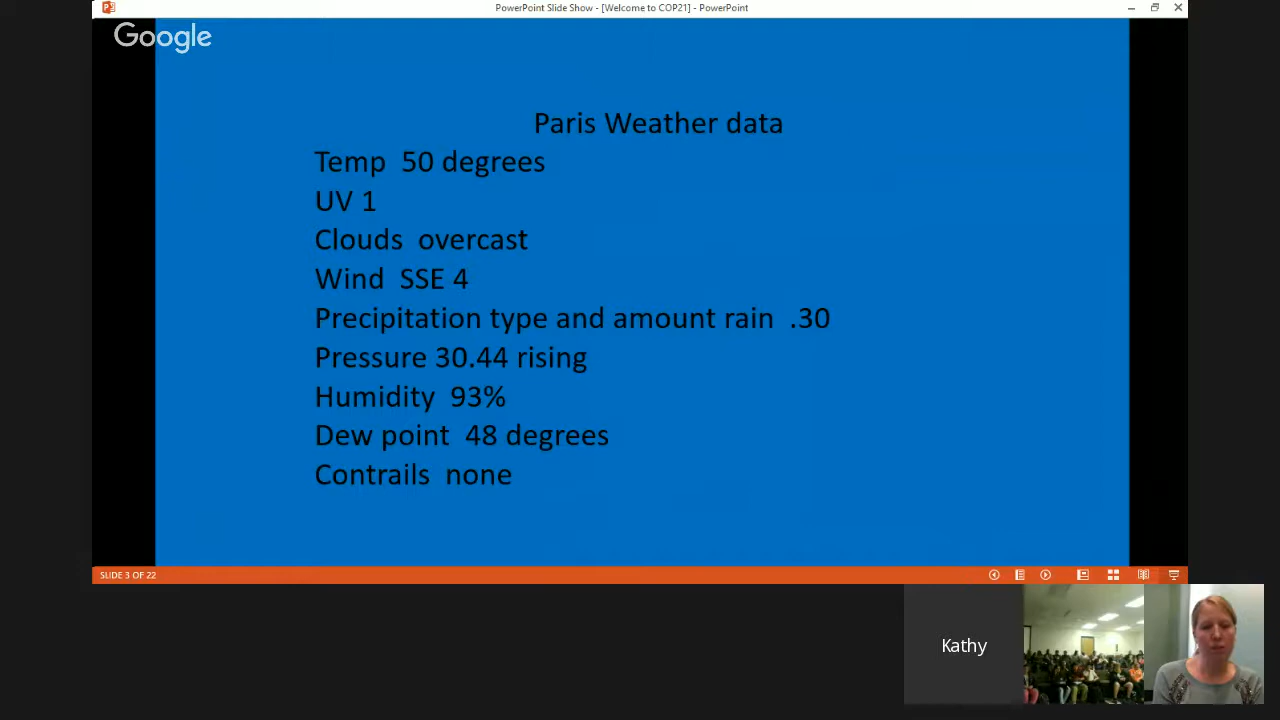 PowerPoint Slide Show - [Welcome to COP21] - PowerPoint
Google
Paris Weather data
Temp  50 degrees
UV 1
Clouds  overcast
Wind  SSE 4
Precipitation type and amount rain  .30
Pressure 30.44 rising
Humidity  93%
Dew point  48 degrees
Contrails  none
SLIDE 3 OF 22
Kathy